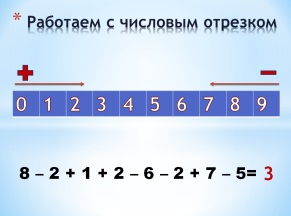 * Работаем с числовым отрезком
+ −
0 1 2 3 4 5 6 7 8 9
8 – 2 + 1 + 2 – 6 – 2 + 7 – 5= 3